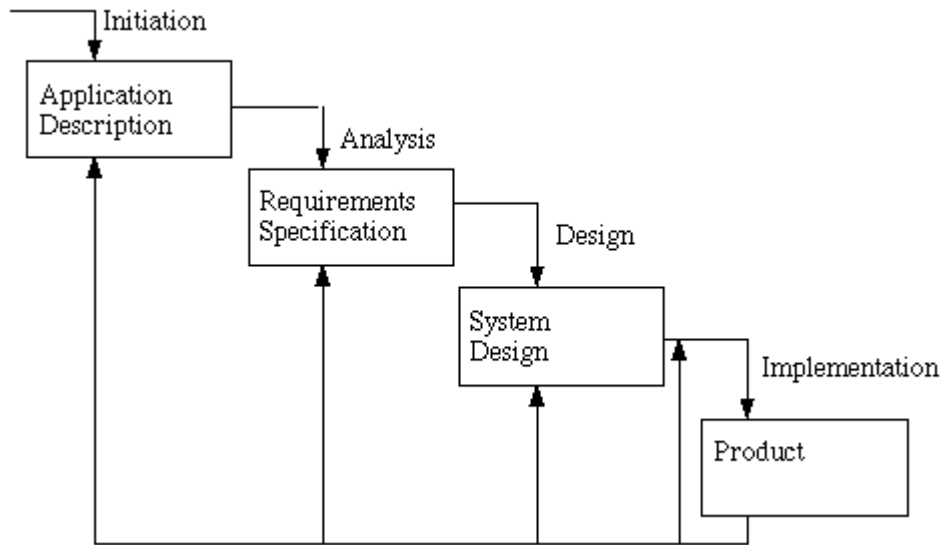 Initiation
Application
Description
Analysis
Requirements
Specification
Design
System
Design
Implementation
Product